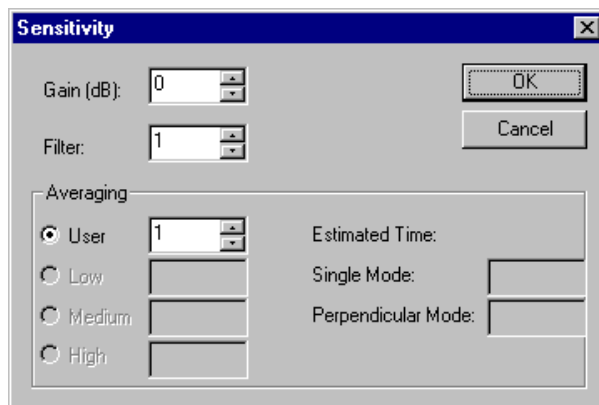 Sensitivity
Gain (dB): 0
OK
Filter: 1
Cancel
Averaging
User 1
Estimated Time:
Low
Single Mode:
Medium
Perpendicular Mode:
High